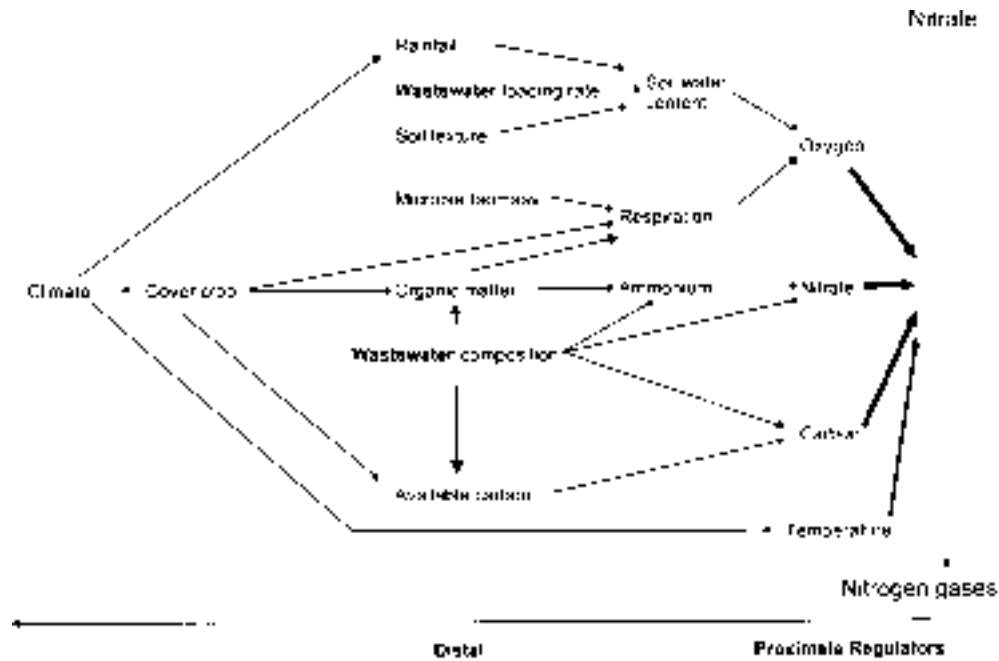 Nitrate
Rainfall
Wastewater loading rate
Soil water
content
Soil texture
Oxygen
Microbial biomass
Respiration
Climate
Cover crop
Organic matter
Ammonium
Nitrate
Wastewater composition
Carbon
Available carbon
Temperature
Nitrogen gases
Distal
Proximate Regulators